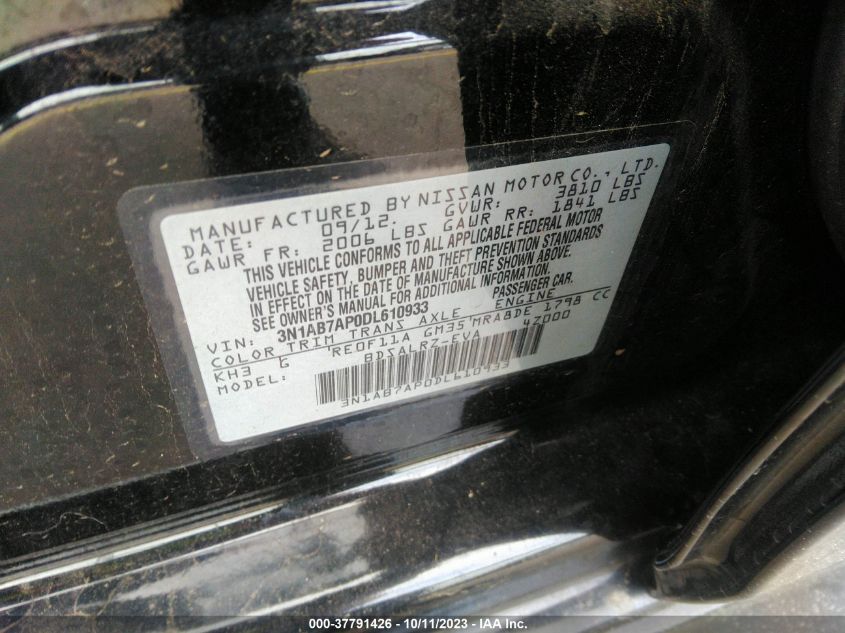 MANUFACTURED BY NISSAN MOTOR CO., LTD.
DATE: 09/12. GVWR: 3810 LBS
GAWR FR: 2006 LBS GAWR RR: 1841 LBS
THIS VEHICLE CONFORMS TO ALL APPLICABLE FEDERAL MOTOR
VEHICLE SAFETY, BUMPER AND THEFT PREVENTION STANDARDS
IN EFFECT ON THE DATE OF MANUFACTURE SHOWN ABOVE.
SEE OWNER'S MANUAL FOR ADDITIONAL INFORMATION.
VIN: 3N1AB7AP0DL610933 PASSENGER CAR.
COLOR TRIM TRANS AXLE ENGINE
KH3 G RE0F11A GM35 MRA8DE 1798 CC
MODEL: BDSALRZ-EVA 42000
3N1AB7AP0DL610933
000-37791426 - 10/11/2023 - IAA Inc.